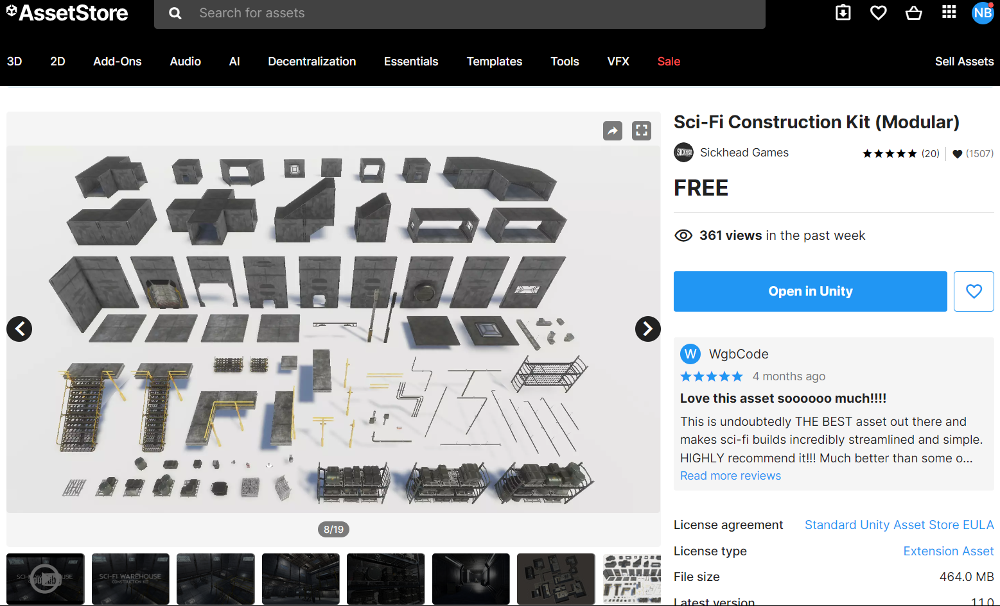 AssetStore
Search for assets
NB
3D 2D Add-Ons Audio AI Decentralization Essentials Templates Tools VFX Sale Sell Assets
Sci-Fi Construction Kit (Modular)
SICKHEAD Sickhead Games (20) (1507)
FREE
361 views in the past week
Open in Unity
W WgbCode
4 months ago
Love this asset soooooo much!!!!
This is undoubtedly THE BEST asset out there and
makes sci-fi builds incredibly streamlined and simple.
HIGHLY recommend it!!! Much better than some o...
Read more reviews
8/19
License agreement Standard Unity Asset Store EULA
License type Extension Asset
File size 464.0 MB
Latest version 1.1.0
SCI-FI WAREHOUSE
CONSTRUCTION KIT